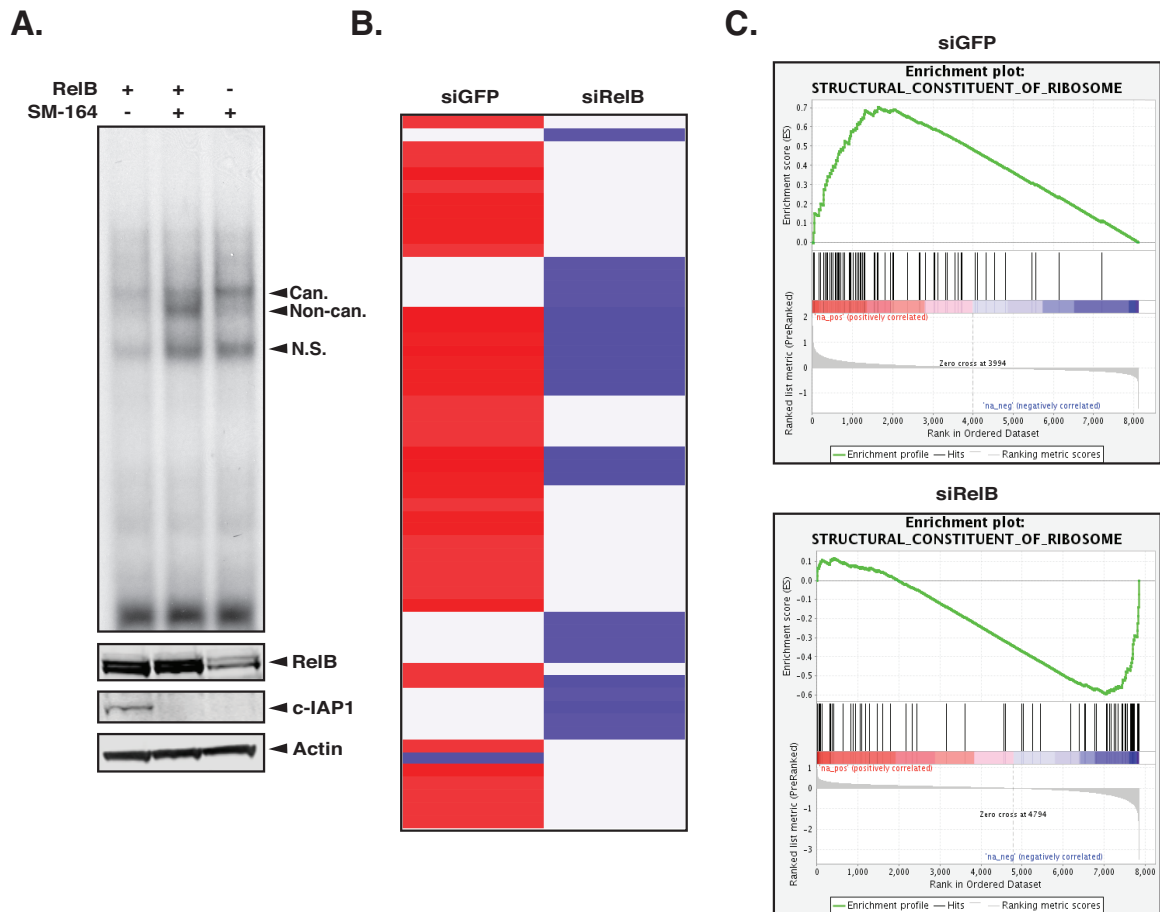 A.
RelB + + -
SM-164 - + +
Can.
Non-can.
N.S.
RelB
c-IAP1
Actin
B.
siGFP siRelB
C.
siGFP
Enrichment plot:
STRUCTURAL_CONSTITUENT_OF_RIBOSOME
Enrichment score (ES)
0.7
0.6
0.5
0.4
0.3
0.2
0.1
0.0
'na_pos' (positively correlated)
Ranked list metric (PreRanked)
2
1
0
-1
Zero cross at 3994
'na_neg' (negatively correlated)
0 1,000 2,000 3,000 4,000 5,000 6,000 7,000 8,000
Rank in Ordered Dataset
Enrichment profile Hits Ranking metric scores
siRelB
Enrichment plot:
STRUCTURAL_CONSTITUENT_OF_RIBOSOME
Enrichment score (ES)
0.1
0.0
-0.1
-0.2
-0.3
-0.4
-0.5
-0.6
'na_pos' (positively correlated)
Ranked list metric (PreRanked)
1
0
-1
-2
-3
Zero cross at 4794
'na_neg' (negatively correlated)
0 1,000 2,000 3,000 4,000 5,000 6,000 7,000 8,000
Rank in Ordered Dataset
Enrichment profile Hits Ranking metric scores